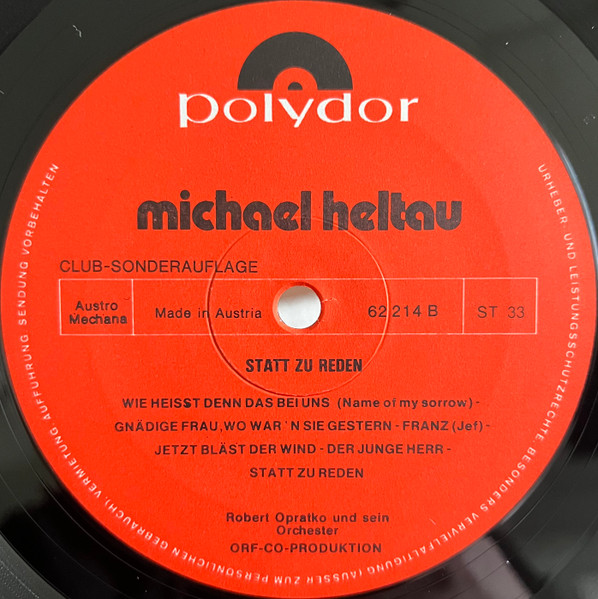 polydor
michael heltau
CLUB-SONDERAUFLAGE
Austro
Mechana
Made in Austria
62 214 B
ST 33
STATT ZU REDEN
WIE HEISST DENN DAS BEI UNS (Name of my sorrow) -
GNÄDIGE FRAU, WO WAR'N SIE GESTERN - FRANZ (Jef) -
JETZT BLÄST DER WIND - DER JUNGE HERR -
STATT ZU REDEN
Robert Opratko und sein
Orchester
ORF-CO-PRODUKTION
URHEBER- UND LEISTUNGSSCHUTZRECHTE, BESONDERS VERVIELFÄLTIGUNG (AUSSER ZUM PERSÖNLICHEN GEBRAUCH), VERMIETUNG, AUFFÜHRUNG, SENDUNG VORBEHALTEN